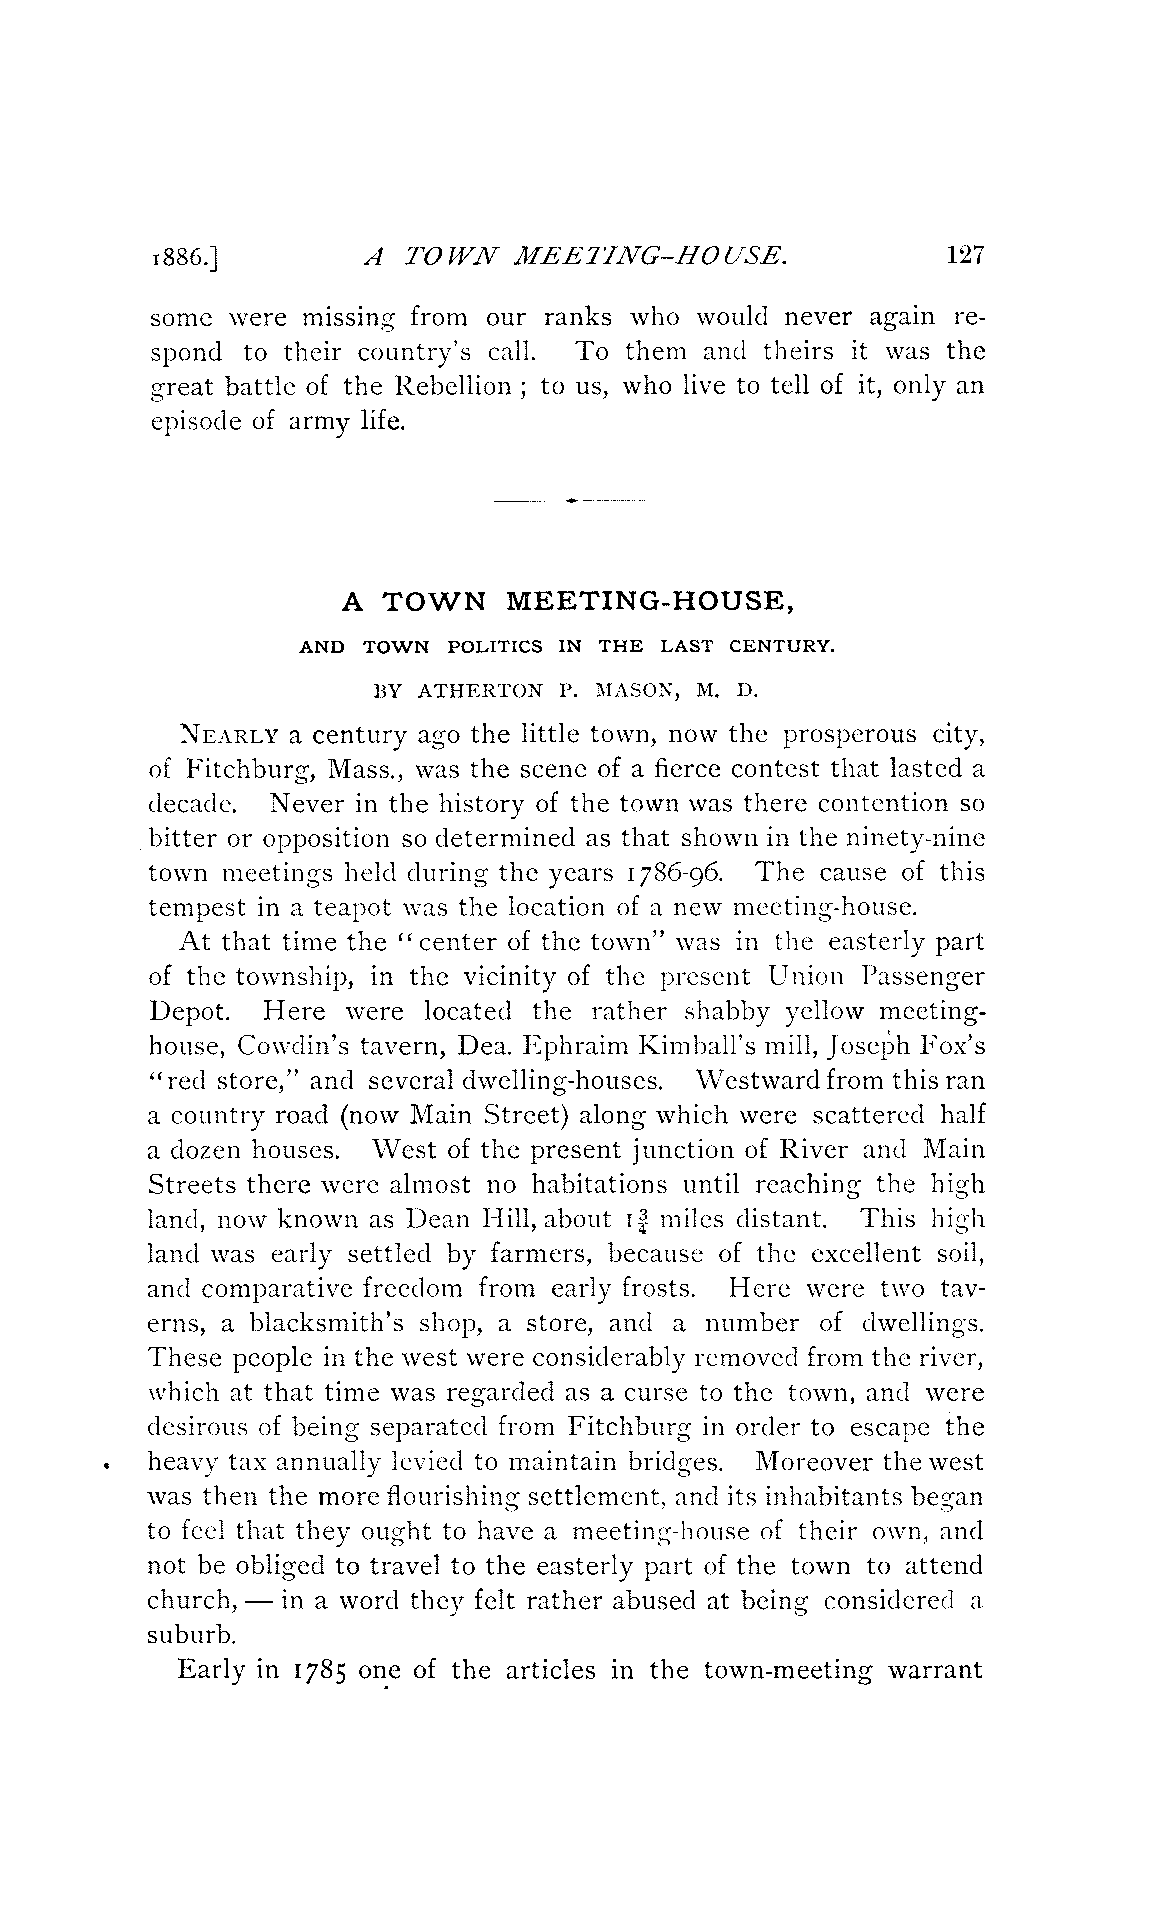 1886.] A TOWN MEETING-HOUSE. 127
some were missing from our ranks who would never again re-
spond to their country's call. To them and theirs it was the
great battle of the Rebellion ; to us, who live to tell of it, only an
episode of army life.
A TOWN MEETING-HOUSE,
AND TOWN POLITICS IN THE LAST CENTURY.
BY ATHERTON P. MASON, M. D.
NEARLY a century ago the little town, now the prosperous city,
of Fitchburg, Mass., was the scene of a fierce contest that lasted a
decade. Never in the history of the town was there contention so
bitter or opposition so determined as that shown in the ninety-nine
town meetings held during the years 1786-96. The cause of this
tempest in a teapot was the location of a new meeting-house.
At that time the "center of the town" was in the easterly part
of the township, in the vicinity of the present Union Passenger
Depot. Here were located the rather shabby yellow meeting-
house, Cowdin's tavern, Dea. Ephraim Kimball's mill, Joseph Fox's
"red store," and several dwelling-houses. Westward from this ran
a country road (now Main Street) along which were scattered half
a dozen houses. West of the present junction of River and Main
Streets there were almost no habitations until reaching the high
land, now known as Dean Hill, about 1¾ miles distant. This high
land was early settled by farmers, because of the excellent soil,
and comparative freedom from early frosts. Here were two tav-
erns, a blacksmith's shop, a store, and a number of dwellings.
These people in the west were considerably removed from the river,
which at that time was regarded as a curse to the town, and were
desirous of being separated from Fitchburg in order to escape the
heavy tax annually levied to maintain bridges. Moreover the west
was then the more flourishing settlement, and its inhabitants began
to feel that they ought to have a meeting-house of their own, and
not be obliged to travel to the easterly part of the town to attend
church, — in a word they felt rather abused at being considered a
suburb.
Early in 1785 one of the articles in the town-meeting warrant